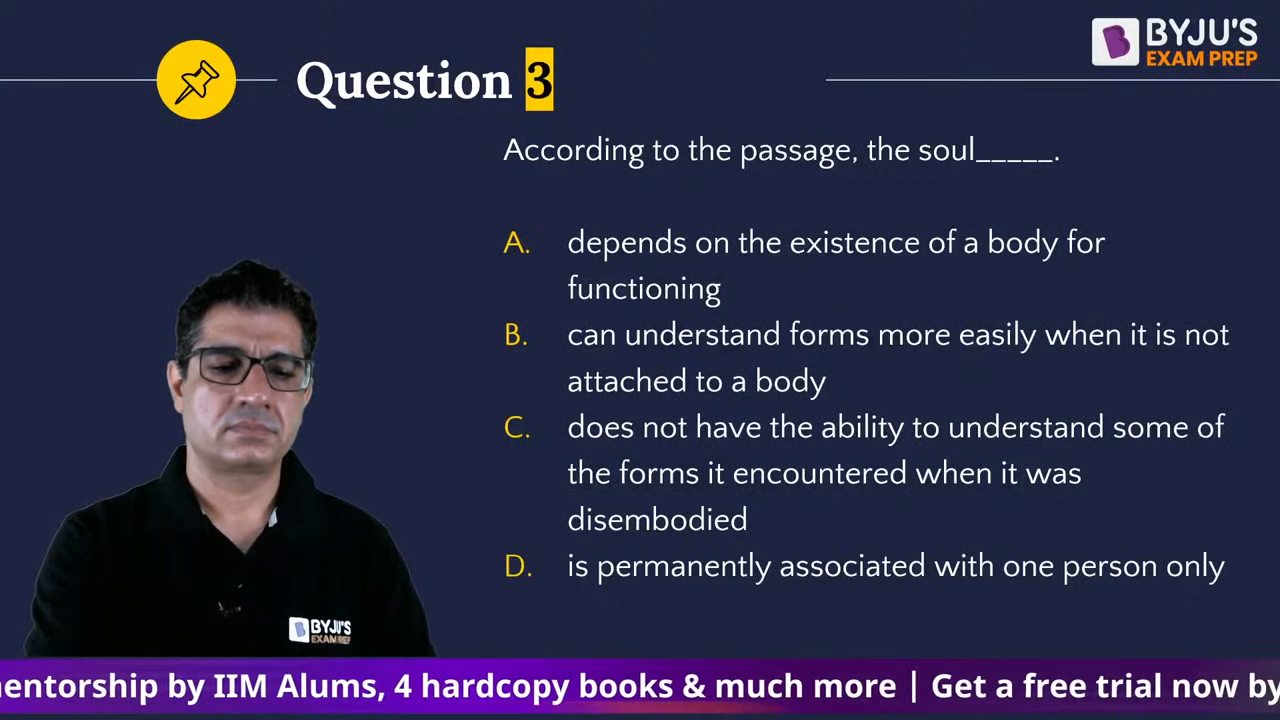 BYJU'S
EXAM PREP
Question 3
According to the passage, the soul_____.
A. depends on the existence of a body for
functioning
B. can understand forms more easily when it is not
attached to a body
C. does not have the ability to understand some of
the forms it encountered when it was
disembodied
D. is permanently associated with one person only
BYJU'S
EXAM PREP
mentorship by IIM Alums, 4 hardcopy books & much more | Get a free trial now by